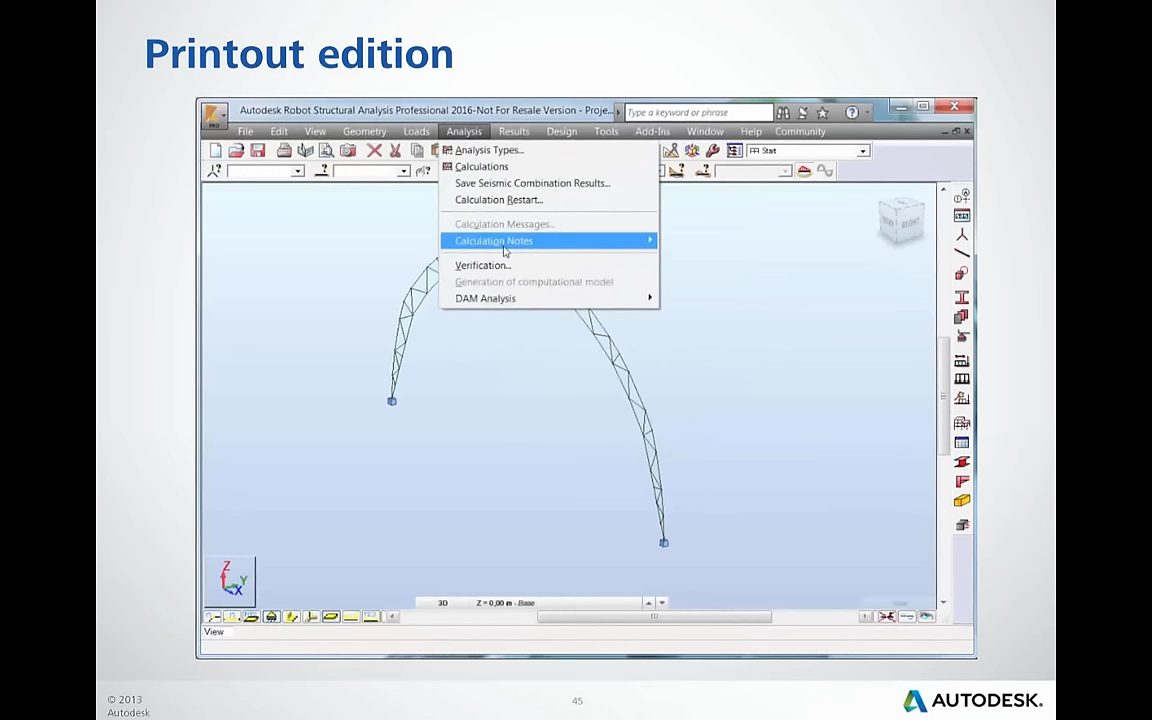 Printout edition
Autodesk Robot Structural Analysis Professional 2016-Not For Resale Version - Proje...
Type a keyword or phrase
PRO
File Edit View Geometry Loads Analysis Results Design Tools Add-Ins Window Help Community
Start
Analysis Types...
Calculations
Save Seismic Combination Results...
Calculation Restart...
Calculation Messages...
Calculation Notes
Verification...
Generation of computational model
DAM Analysis
RIGHT
Z
Y
X
3D Z = 0,00 m - Base
View
© 2013
Autodesk
45
AUTODESK.